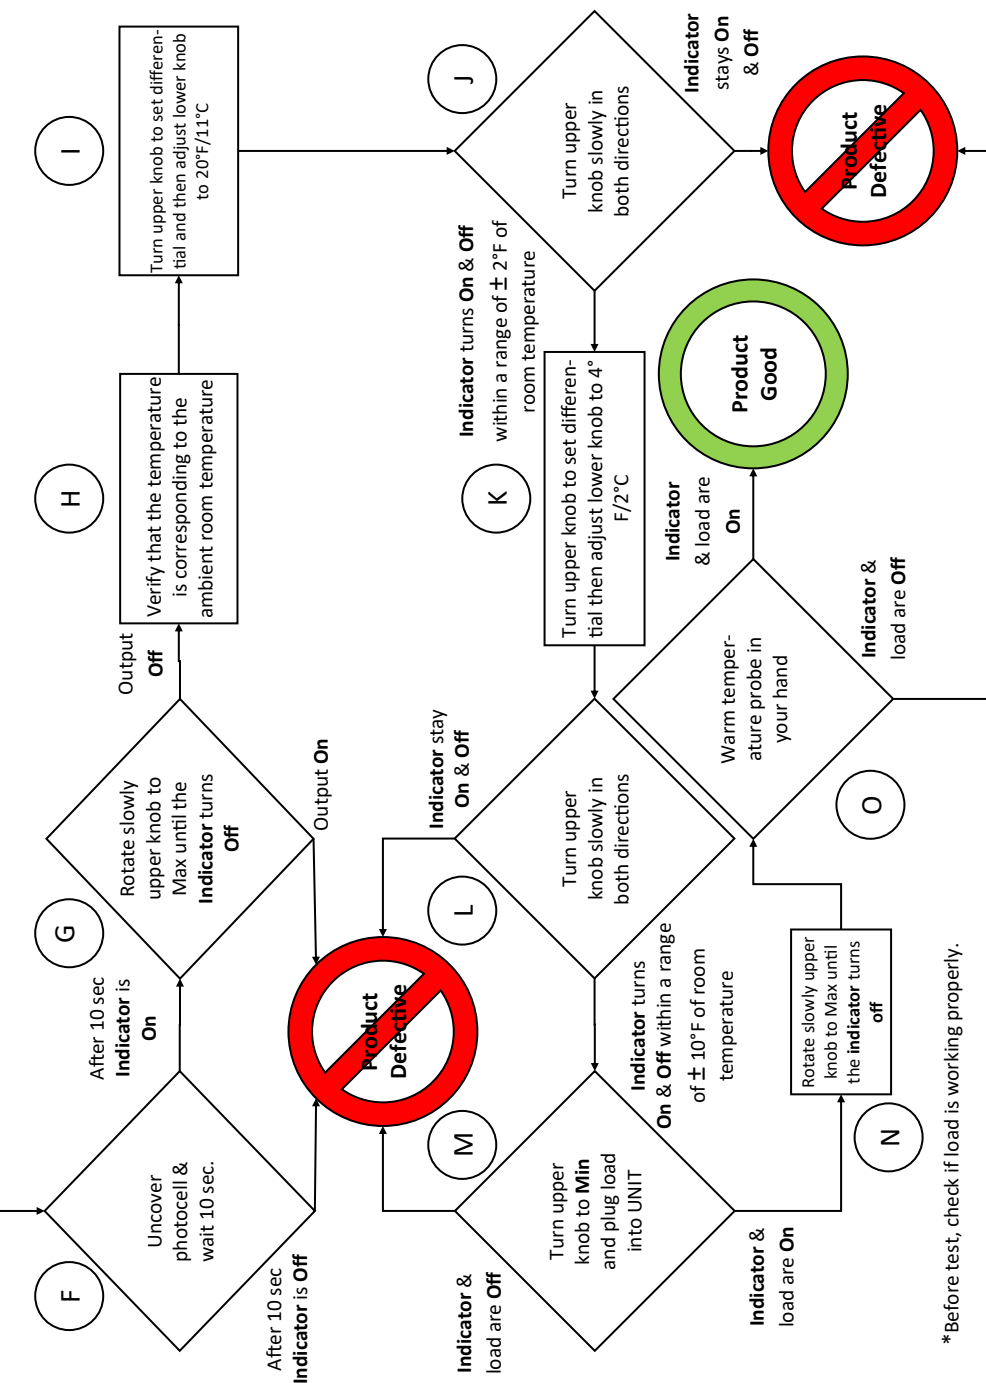 F
Uncover
photocell &
wait 10 sec.
After 10 sec
Indicator is Off
After 10 sec
Indicator is
On
G
Rotate slowly
upper knob to
Max until the
Indicator turns
Off
Output On
Output
Off
H
Verify that the temperature
is corresponding to the
ambient room temperature
I
Turn upper knob to set differen-
tial and then adjust lower knob
to 20°F/11°C
J
Turn upper
knob slowly in
both directions
Indicator
stays On
& Off
Product
Defective
Indicator turns On & Off
within a range of ± 2°F of
room temperature
K
Turn upper knob to set differen-
tial then adjust lower knob to 4°
F/2°C
L
Turn upper
knob slowly in
both directions
Indicator stay
On & Off
Product
Defective
Indicator turns
On & Off within a range
of ± 10°F of room
temperature
M
Turn upper
knob to Min
and plug load
into UNIT
Indicator &
load are Off
Indicator &
load are On
N
Rotate slowly upper
knob to Max until
the indicator turns
off
O
Warm temper-
ature probe in
your hand
Indicator
& load are
On
Product
Good
Indicator &
load are Off
*Before test, check if load is working properly.